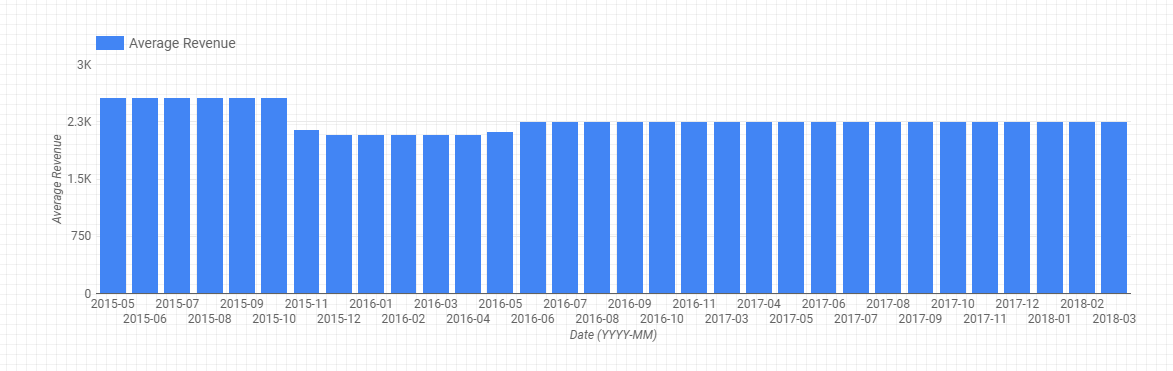 Average Revenue
3K
2.3K
1.5K
750
0
Average Revenue
2015-05 2015-07 2015-09 2015-11 2016-01 2016-03 2016-05 2016-07 2016-09 2016-11 2017-04 2017-06 2017-08 2017-10 2017-12 2018-02
2015-06 2015-08 2015-10 2015-12 2016-02 2016-04 2016-06 2016-08 2016-10 2017-03 2017-05 2017-07 2017-09 2017-11 2018-01 2018-03
Date (YYYY-MM)